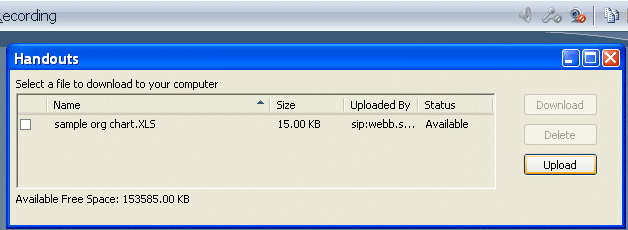 Recording
Handouts
Select a file to download to your computer
Name Size Uploaded By Status
sample org chart.XLS 15.00 KB sip:webb.s... Available
Download
Delete
Upload
Available Free Space: 153585.00 KB